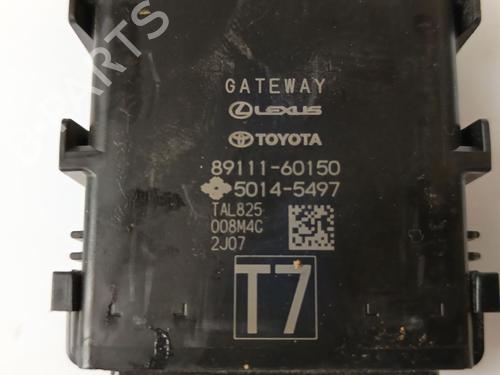 GATEWAY
LEXUS
TOYOTA
89111-60150
5014-5497
TAL825
008M4C
2J07
T7